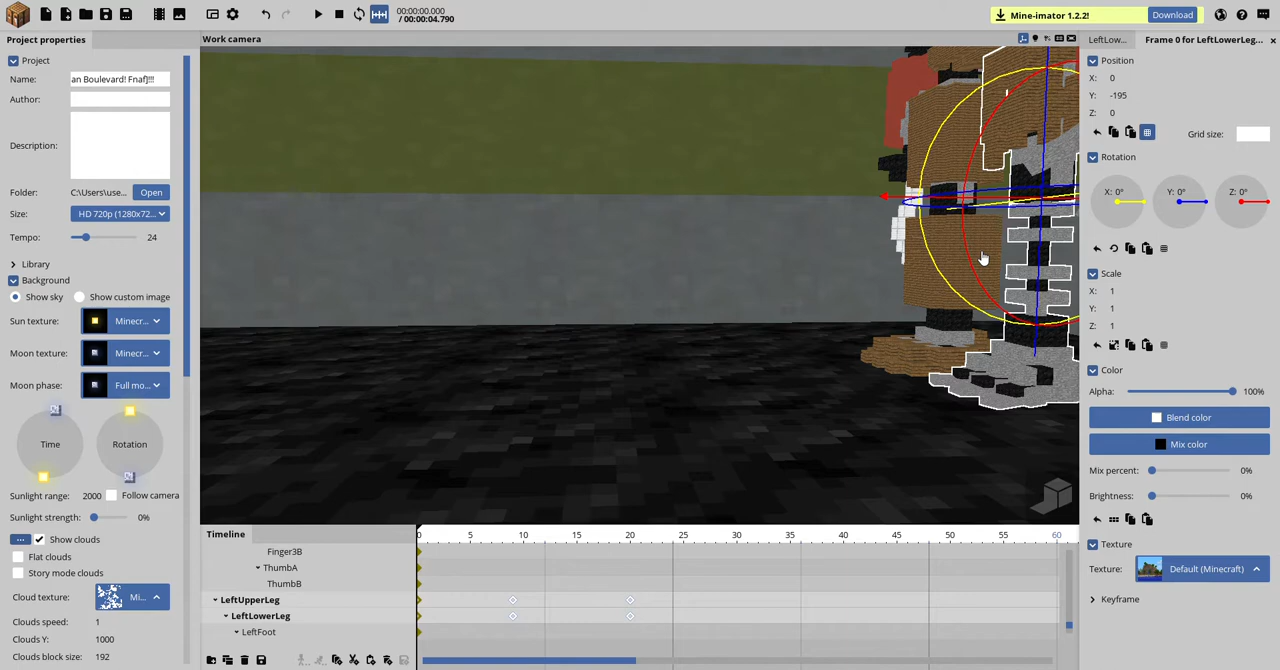 00:00:00.000
/ 00:00:04.790
Mine-imator 1.2.2!
Download
Project properties
Work camera
LeftLow...
Frame 0 for LeftLowerLeg...
Project
Name:
an Boulevard! Fnaf]!!!
Author:
Description:
Folder:
C:\Users\use...
Open
Size:
HD 720p (1280x72...
Tempo:
24
Library
Background
Show sky
Show custom image
Sun texture:
Minecr...
Moon texture:
Minecr...
Moon phase:
Full mo...
Time
Rotation
Sunlight range:
2000
Follow camera
Sunlight strength:
0%
Show clouds
Flat clouds
Story mode clouds
Cloud texture:
Mi...
Clouds speed:
1
Clouds Y:
1000
Clouds block size:
192
Timeline
0
5
10
15
20
25
30
35
40
45
50
55
60
Finger3B
ThumbA
ThumbB
LeftUpperLeg
LeftLowerLeg
LeftFoot
Position
X:
0
Y:
-195
Z:
0
Grid size:
Rotation
X: 0°
Y: 0°
Z: 0°
Scale
X:
1
Y:
1
Z:
1
Color
Alpha:
100%
Blend color
Mix color
Mix percent:
0%
Brightness:
0%
Texture
Texture:
Default (Minecraft)
Keyframe